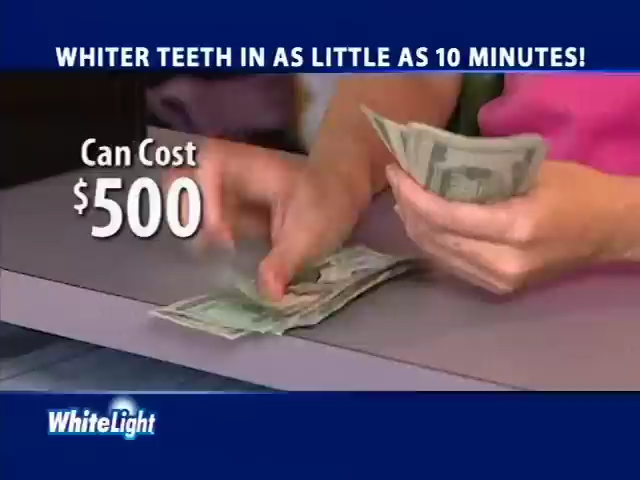 WHITER TEETH IN AS LITTLE AS 10 MINUTES!
Can Cost
$500
WhiteLight